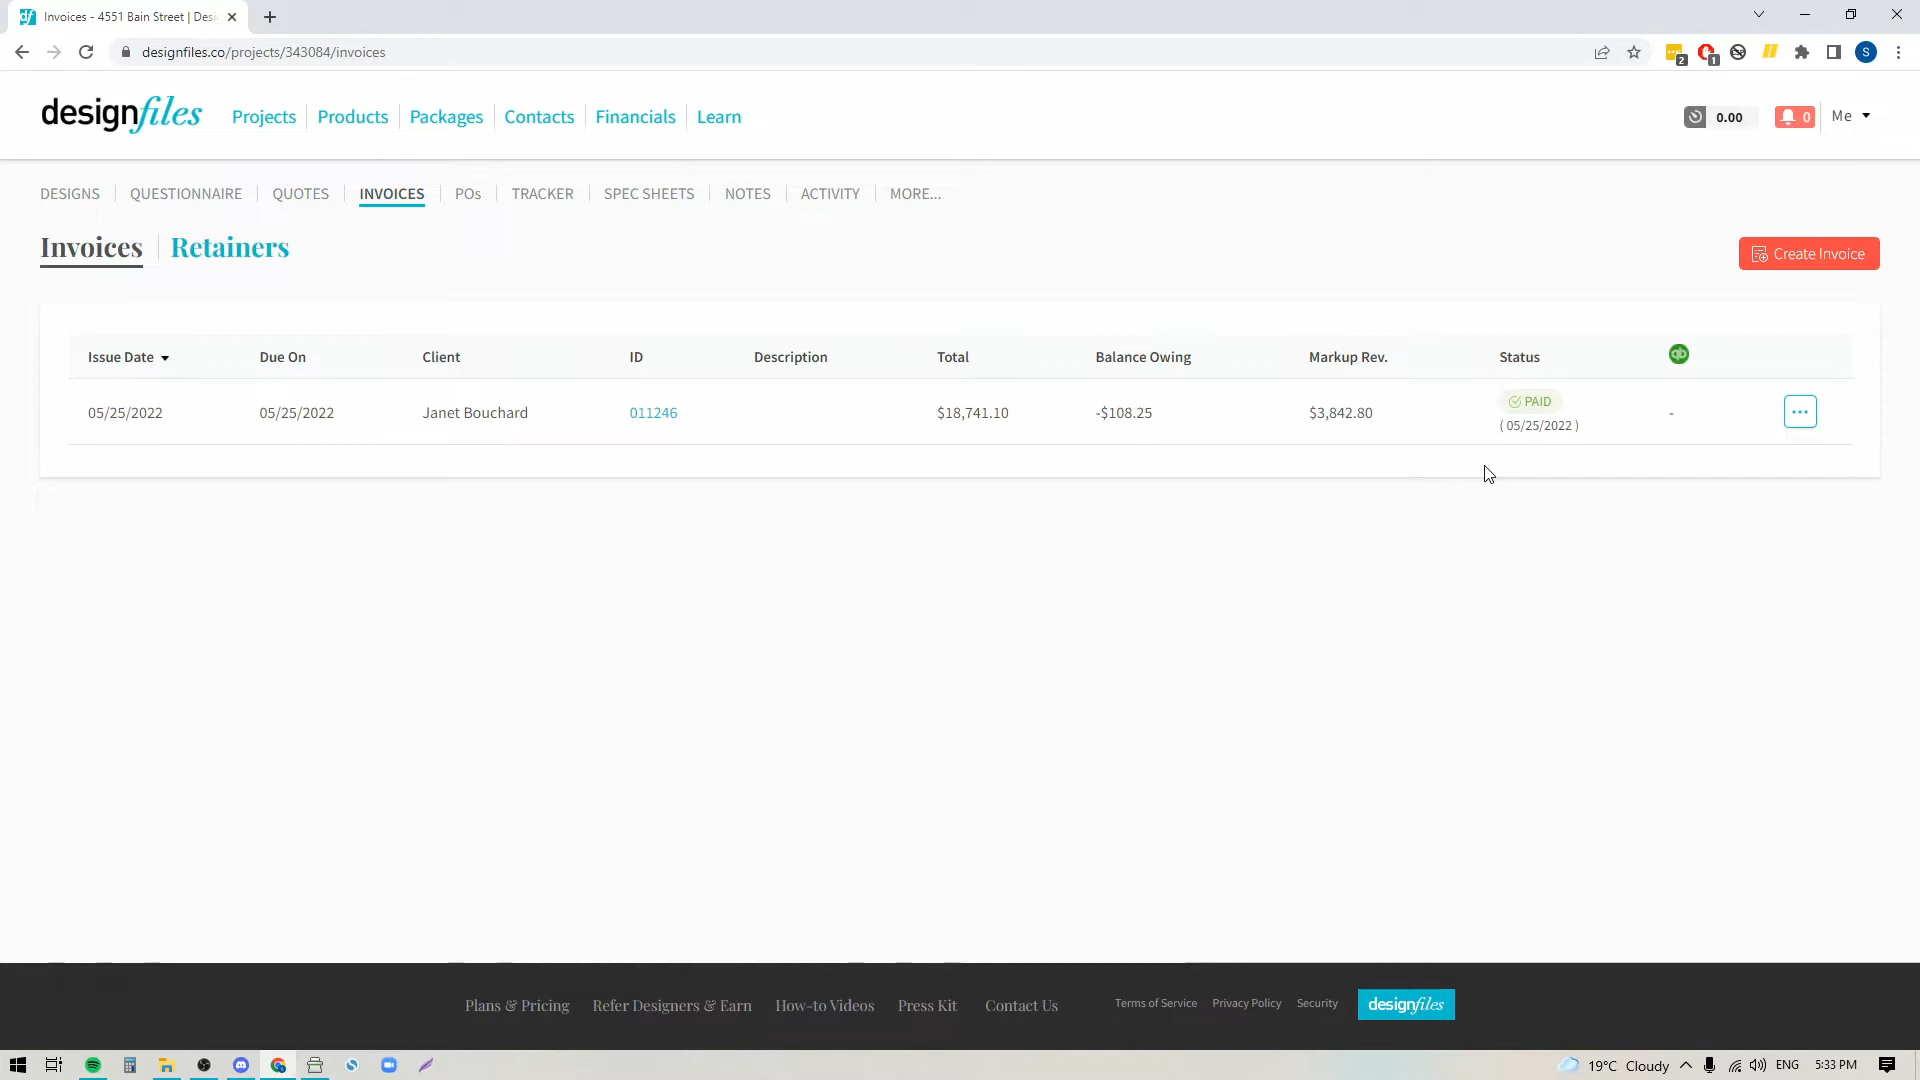 Invoices - 4551 Bain Street | Desi
designfiles.co/projects/343084/invoices
2
1
S
designfiles
Projects
Products
Packages
Contacts
Financials
Learn
0.00
0
Me
DESIGNS
QUESTIONNAIRE
QUOTES
INVOICES
POs
TRACKER
SPEC SHEETS
NOTES
ACTIVITY
MORE...
Invoices
Retainers
Create Invoice
Issue Date
Due On
Client
ID
Description
Total
Balance Owing
Markup Rev.
Status
qb
05/25/2022
05/25/2022
Janet Bouchard
011246
$18,741.10
-$108.25
$3,842.80
PAID
( 05/25/2022 )
-
Plans & Pricing
Refer Designers & Earn
How-to Videos
Press Kit
Contact Us
Terms of Service
Privacy Policy
Security
designfiles
19°C Cloudy
ENG
5:33 PM